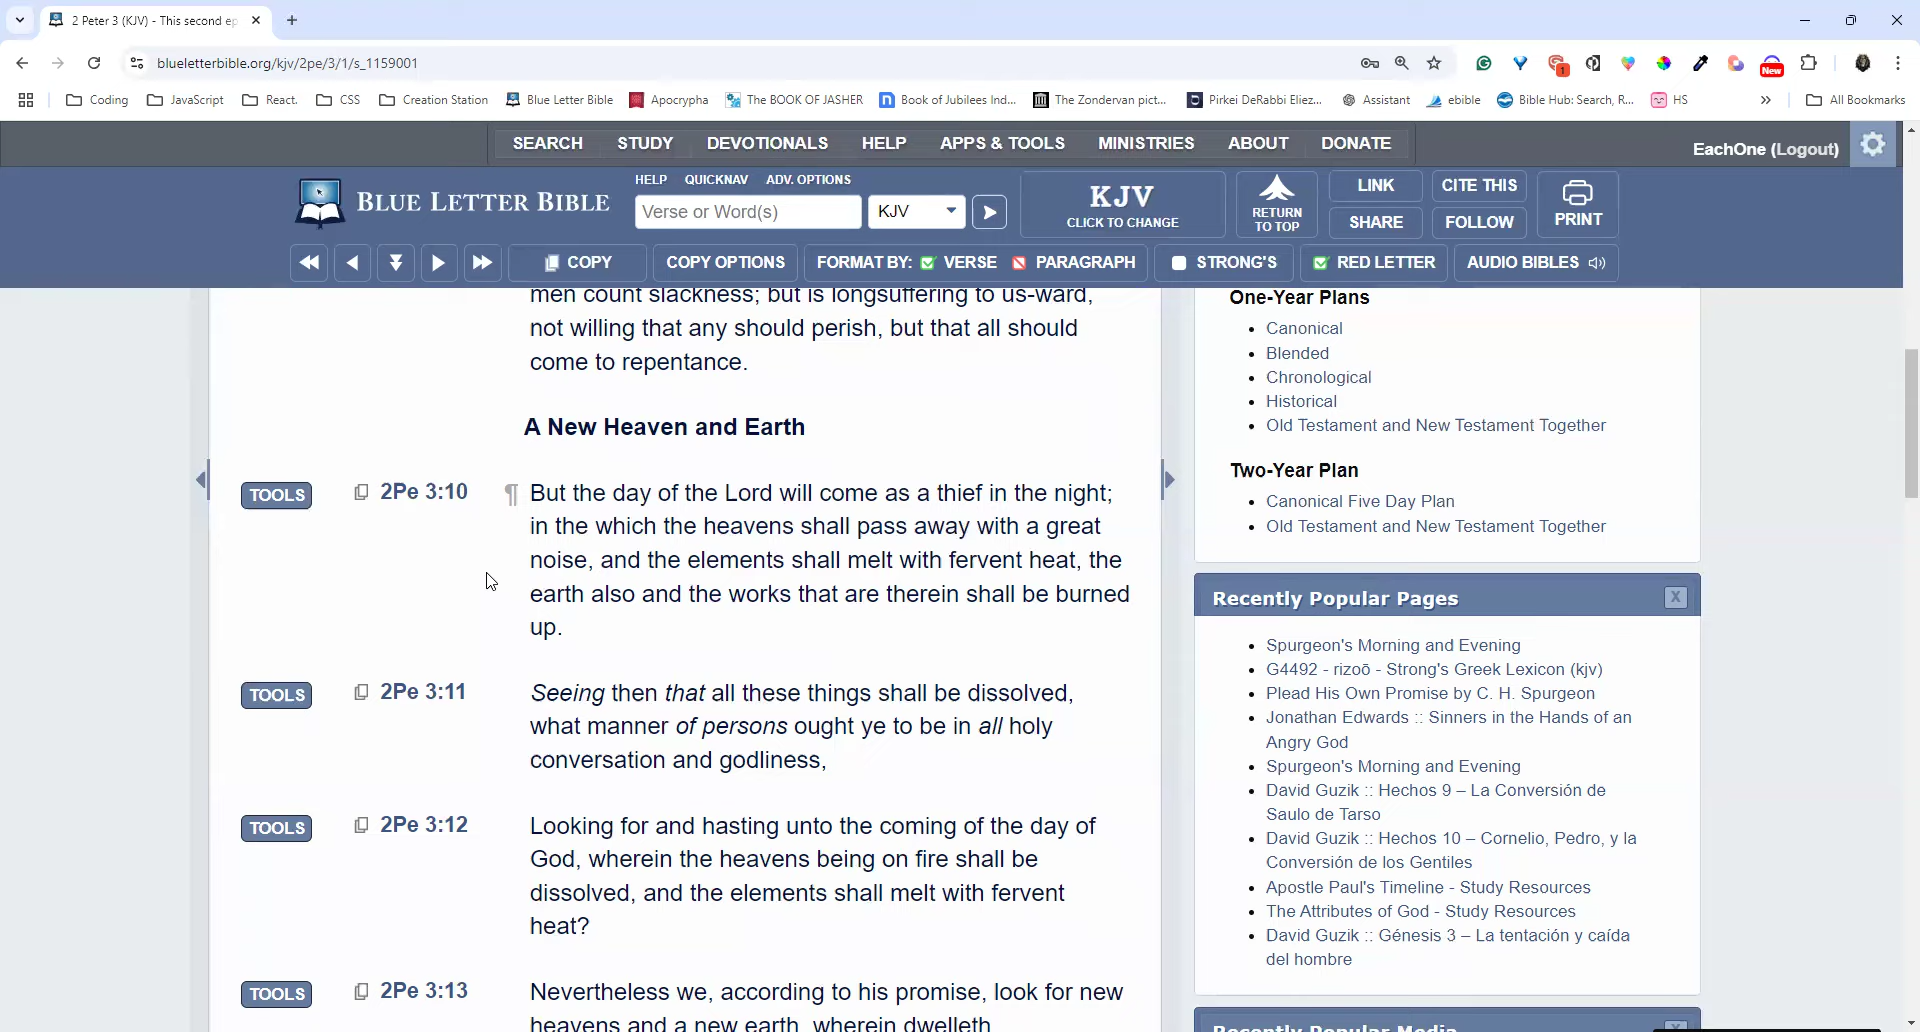 2 Peter 3 (KJV) - This second ep
blueletterbible.org/kjv/2pe/3/1/s_1159001
1
New
Coding
JavaScript
React.
CSS
Creation Station
Blue Letter Bible
Apocrypha
The BOOK OF JASHER
Book of Jubilees Ind...
The Zondervan pict...
Pirkei DeRabbi Eliez...
Assistant
ebible
Bible Hub: Search, R...
HS
All Bookmarks
SEARCH
STUDY
DEVOTIONALS
HELP
APPS & TOOLS
MINISTRIES
ABOUT
DONATE
EachOne (Logout)
BLUE LETTER BIBLE
HELP
QUICKNAV
ADV. OPTIONS
Verse or Word(s)
KJV
KJV
CLICK TO CHANGE
RETURN
TO TOP
LINK
CITE THIS
SHARE
FOLLOW
PRINT
COPY
COPY OPTIONS
FORMAT BY: VERSE PARAGRAPH
STRONG'S
RED LETTER
AUDIO BIBLES
men count slackness; but is longsuffering to us-ward,
not willing that any should perish, but that all should
come to repentance.
A New Heaven and Earth
TOOLS
2Pe 3:10
¶ But the day of the Lord will come as a thief in the night;
in the which the heavens shall pass away with a great
noise, and the elements shall melt with fervent heat, the
earth also and the works that are therein shall be burned
up.
TOOLS
2Pe 3:11
Seeing then that all these things shall be dissolved,
what manner of persons ought ye to be in all holy
conversation and godliness,
TOOLS
2Pe 3:12
Looking for and hasting unto the coming of the day of
God, wherein the heavens being on fire shall be
dissolved, and the elements shall melt with fervent
heat?
TOOLS
2Pe 3:13
Nevertheless we, according to his promise, look for new
heavens and a new earth, wherein dwelleth
One-Year Plans
Canonical
Blended
Chronological
Historical
Old Testament and New Testament Together
Two-Year Plan
Canonical Five Day Plan
Old Testament and New Testament Together
Recently Popular Pages
X
Spurgeon's Morning and Evening
G4492 - rizoō - Strong's Greek Lexicon (kjv)
Plead His Own Promise by C. H. Spurgeon
Jonathan Edwards :: Sinners in the Hands of an
Angry God
Spurgeon's Morning and Evening
David Guzik :: Hechos 9 – La Conversión de
Saulo de Tarso
David Guzik :: Hechos 10 – Cornelio, Pedro, y la
Conversión de los Gentiles
Apostle Paul's Timeline - Study Resources
The Attributes of God - Study Resources
David Guzik :: Génesis 3 – La tentación y caída
del hombre
Recently Popular Media